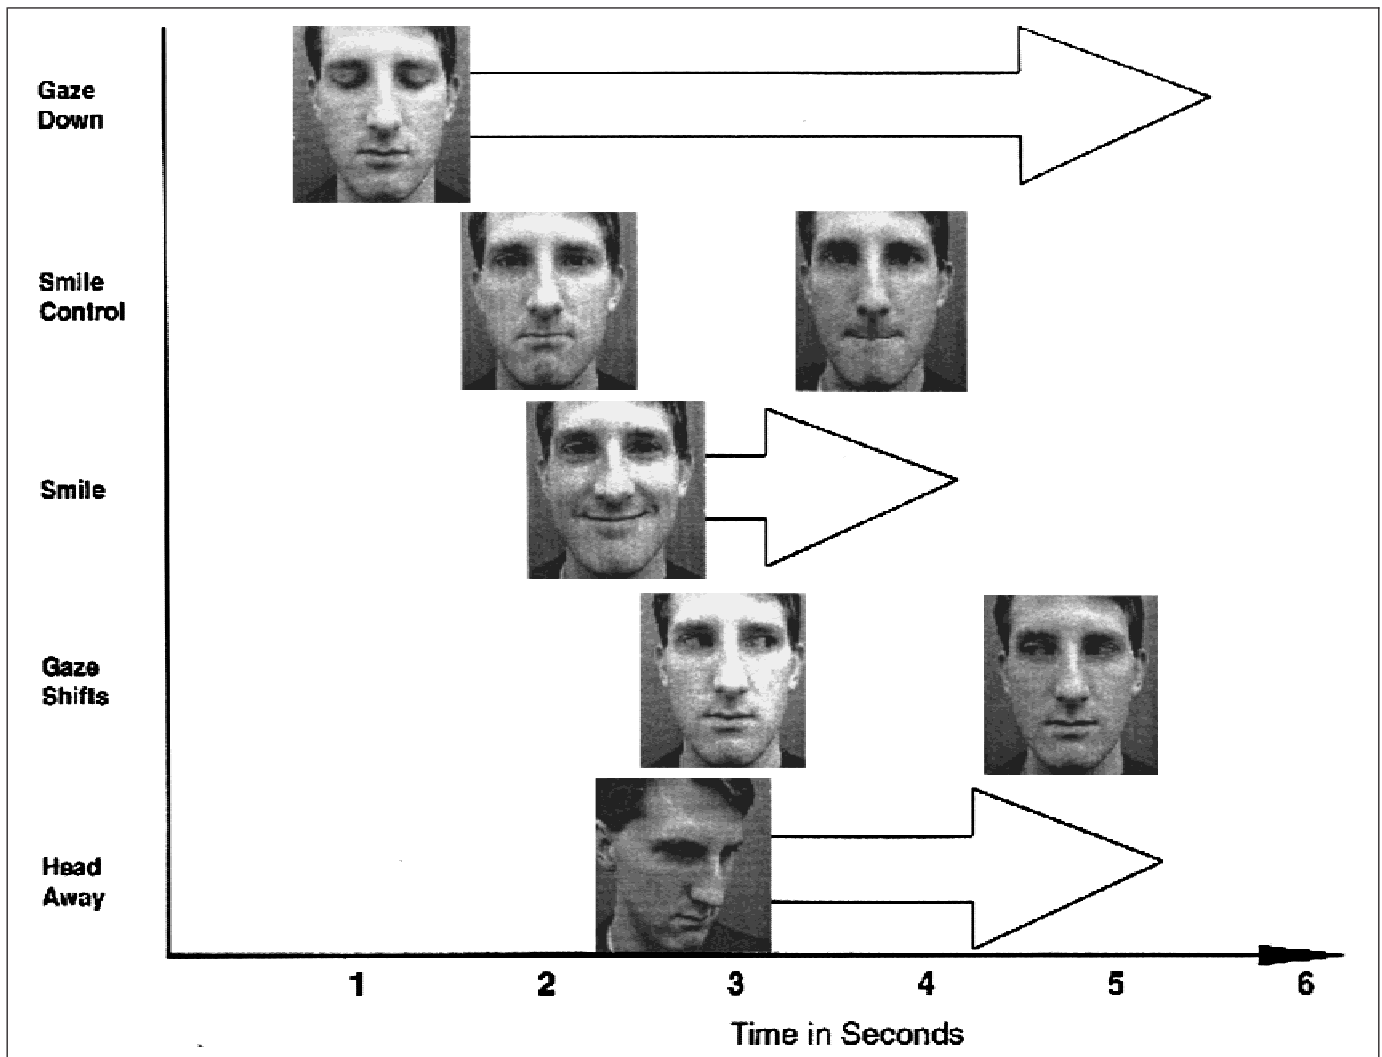 Gaze
Down
Smile
Control
Smile
Gaze
Shifts
Head
Away
1 2 3 4 5 6
Time in Seconds